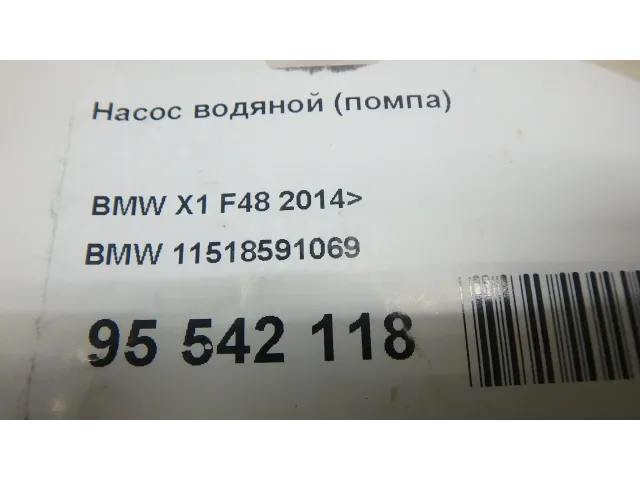 Насос водяной (помпа)
BMW X1 F48 2014>
BMW 11518591069
95 542 118